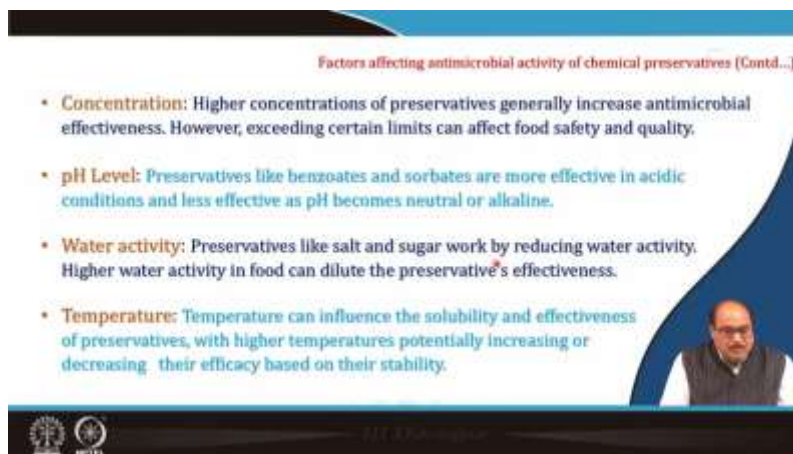 Factors affecting antimicrobial activity of chemical preservatives (Contd...)
• Concentration: Higher concentrations of preservatives generally increase antimicrobial
effectiveness. However, exceeding certain limits can affect food safety and quality.
• pH Level: Preservatives like benzoates and sorbates are more effective in acidic
conditions and less effective as pH becomes neutral or alkaline.
• Water activity: Preservatives like salt and sugar work by reducing water activity.
Higher water activity in food can dilute the preservative's effectiveness.
• Temperature: Temperature can influence the solubility and effectiveness
of preservatives, with higher temperatures potentially increasing or
decreasing their efficacy based on their stability.